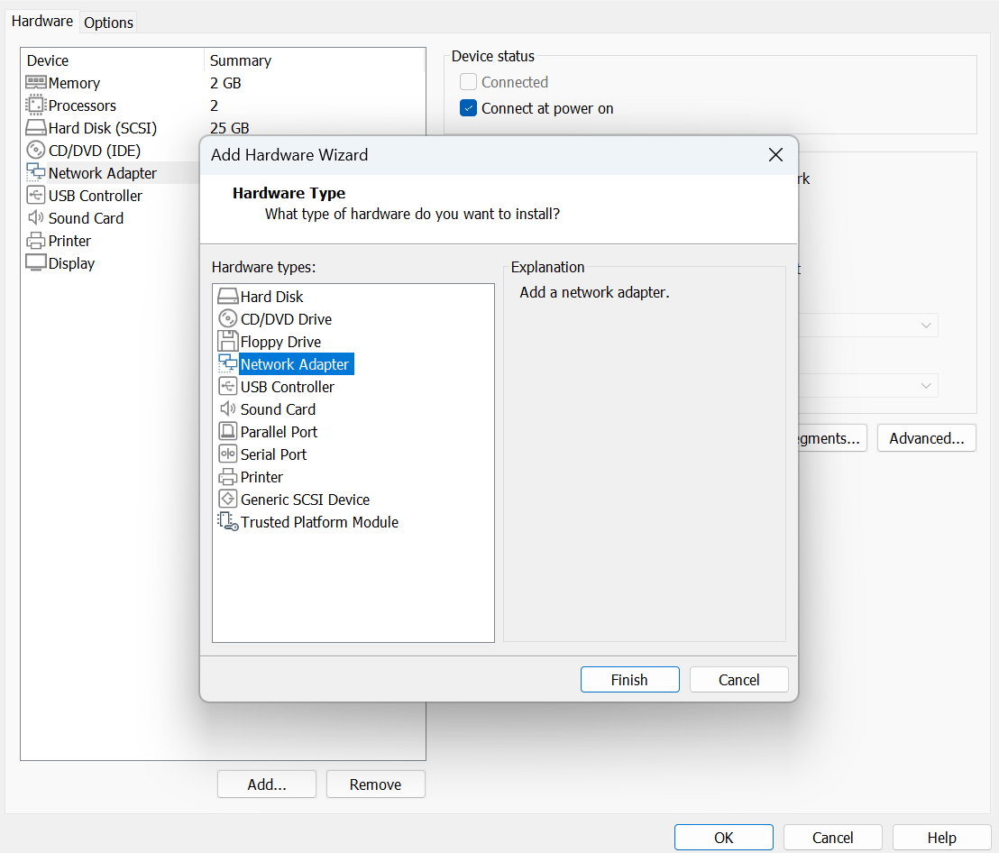 Hardware Options
Device Summary
Memory 2 GB
Processors 2
Hard Disk (SCSI) 25 GB
CD/DVD (IDE)
Network Adapter
USB Controller
Sound Card
Printer
Display
Add... Remove
Device status
Connected
Connect at power on
Advanced...
Add Hardware Wizard
Hardware Type
What type of hardware do you want to install?
Hardware types:
Hard Disk
CD/DVD Drive
Floppy Drive
Network Adapter
USB Controller
Sound Card
Parallel Port
Serial Port
Printer
Generic SCSI Device
Trusted Platform Module
Explanation
Add a network adapter.
Finish Cancel
OK Cancel Help